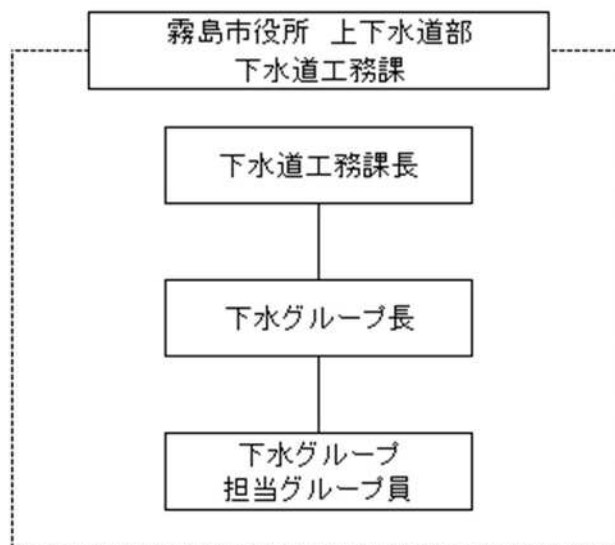 霧島市役所 上下水道部
下水道工務課
下水道工務課長
下水グループ長
下水グループ
担当グループ員